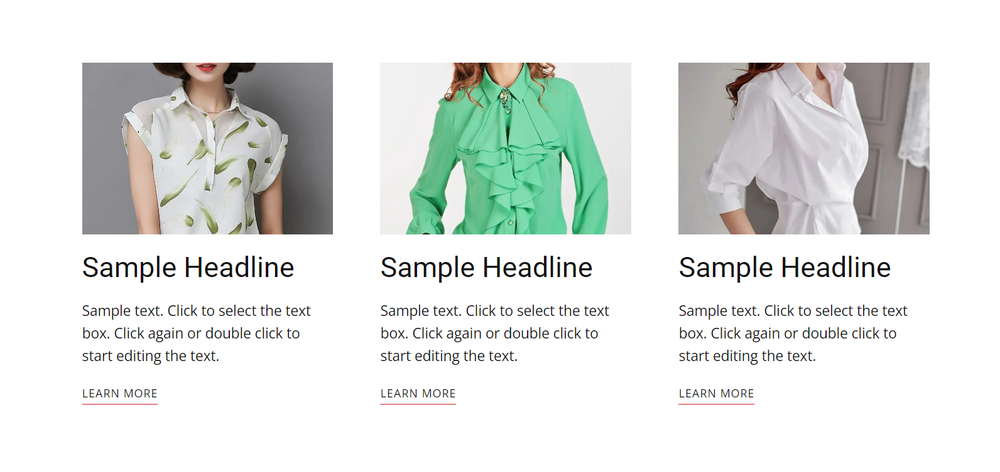 Sample Headline
Sample text. Click to select the text
box. Click again or double click to
start editing the text.
LEARN MORE
Sample Headline
Sample text. Click to select the text
box. Click again or double click to
start editing the text.
LEARN MORE
Sample Headline
Sample text. Click to select the text
box. Click again or double click to
start editing the text.
LEARN MORE